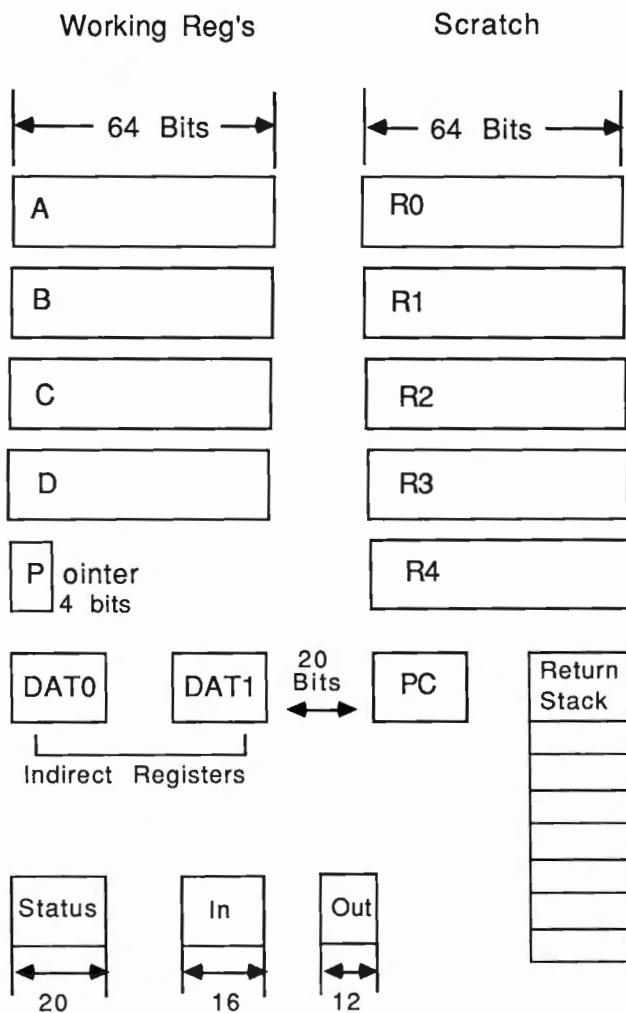 Working Reg's
Scratch
64 Bits
64 Bits
A
R0
B
R1
C
R2
D
R3
P ointer
4 bits
R4
DAT0
DAT1
20
Bits
PC
Return
Stack
Indirect Registers
Status
In
Out
20
16
12